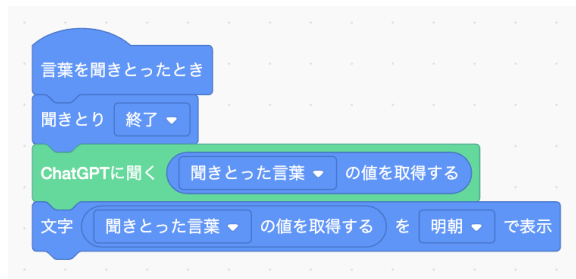 言葉を聞きとったとき
聞きとり 終了
ChatGPTに聞く 聞きとった言葉 の値を取得する
文字 聞きとった言葉 の値を取得する を 明朝 で表示